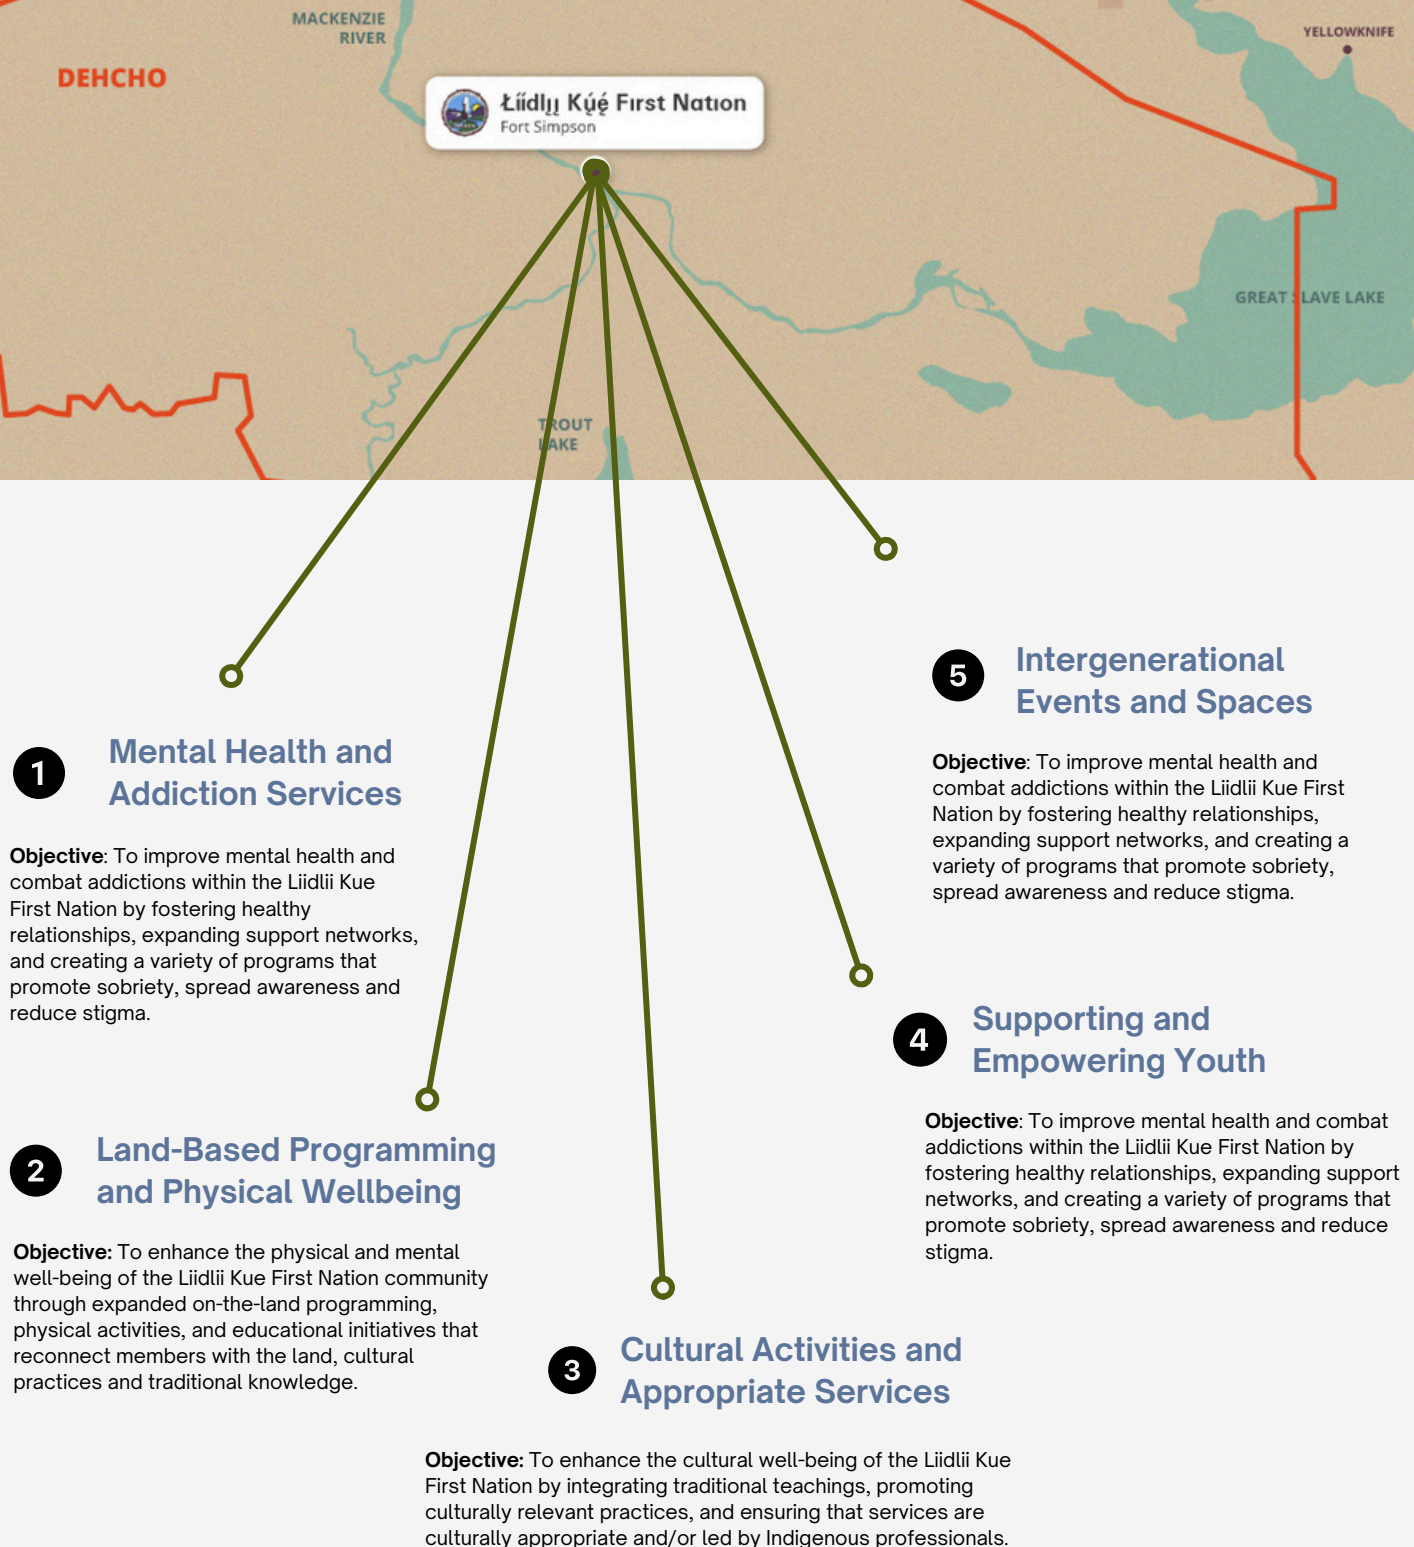 MACKENZIE
RIVER
YELLOWKNIFE
DEHCHO
Łíídlı̨ı̨ Kų́ę́ Fırst Natıon
Fort Simpson
GREAT SLAVE LAKE
TROUT
LAKE
5
Intergenerational
Events and Spaces
Objective: To improve mental health and
combat addictions within the Liidlii Kue First
Nation by fostering healthy relationships,
expanding support networks, and creating a
variety of programs that promote sobriety,
spread awareness and reduce stigma.
1
Mental Health and
Addiction Services
Objective: To improve mental health and
combat addictions within the Liidlii Kue
First Nation by fostering healthy
relationships, expanding support networks,
and creating a variety of programs that
promote sobriety, spread awareness and
reduce stigma.
4
Supporting and
Empowering Youth
Objective: To improve mental health and combat
addictions within the Liidlii Kue First Nation by
fostering healthy relationships, expanding support
networks, and creating a variety of programs that
promote sobriety, spread awareness and reduce
stigma.
2
Land-Based Programming
and Physical Wellbeing
Objective: To enhance the physical and mental
well-being of the Liidlii Kue First Nation community
through expanded on-the-land programming,
physical activities, and educational initiatives that
reconnect members with the land, cultural
practices and traditional knowledge.
3
Cultural Activities and
Appropriate Services
Objective: To enhance the cultural well-being of the Liidlii Kue
First Nation by integrating traditional teachings, promoting
culturally relevant practices, and ensuring that services are
culturally appropriate and/or led by Indigenous professionals.